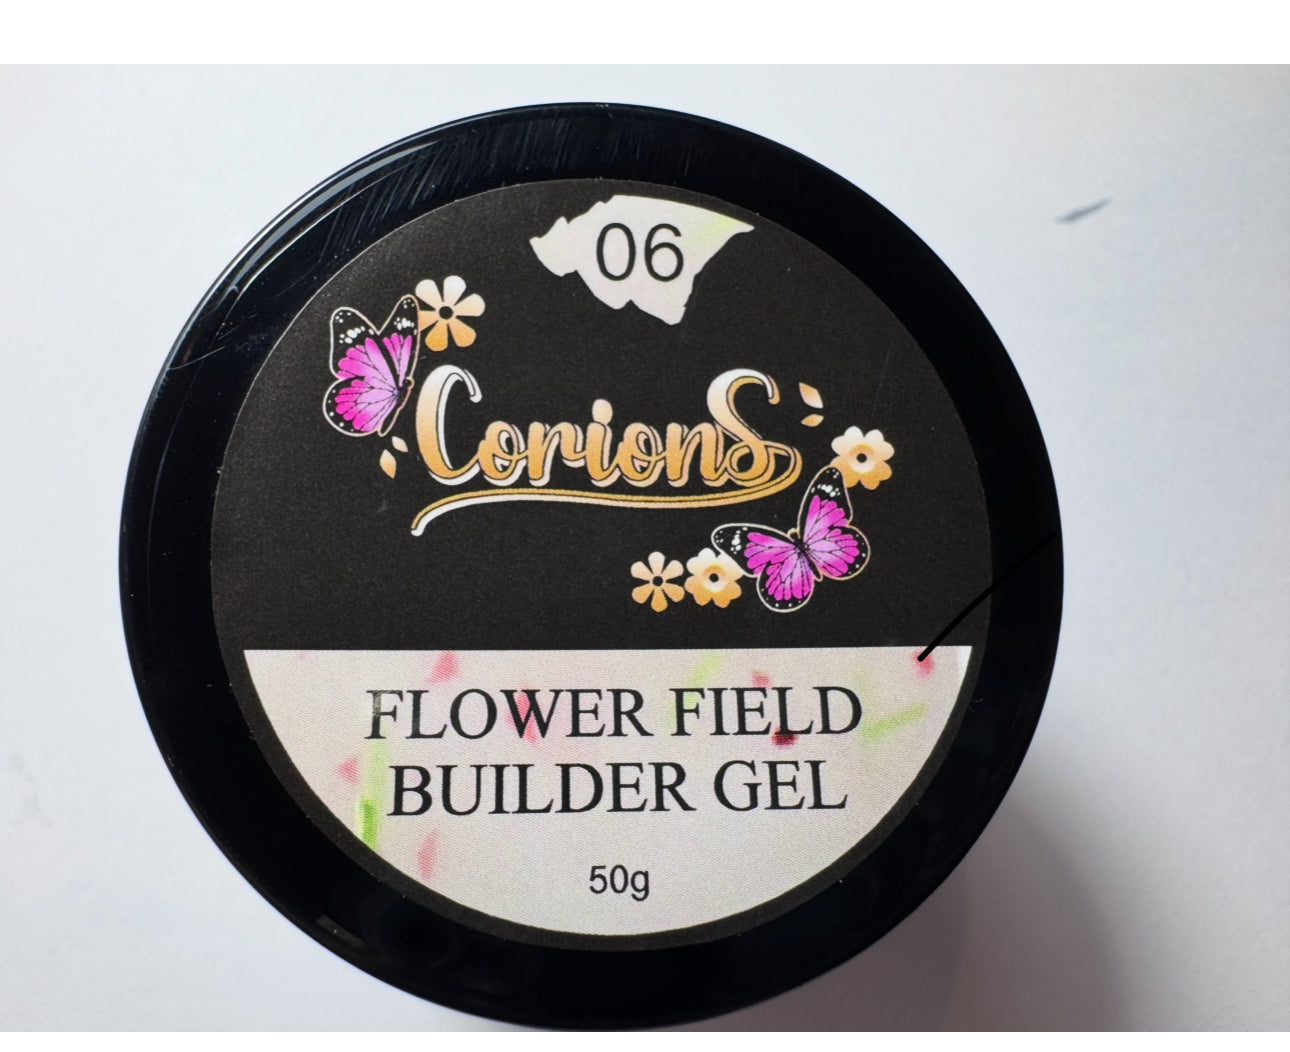 06
CorionS
FLOWER FIELD
BUILDER GEL
50g